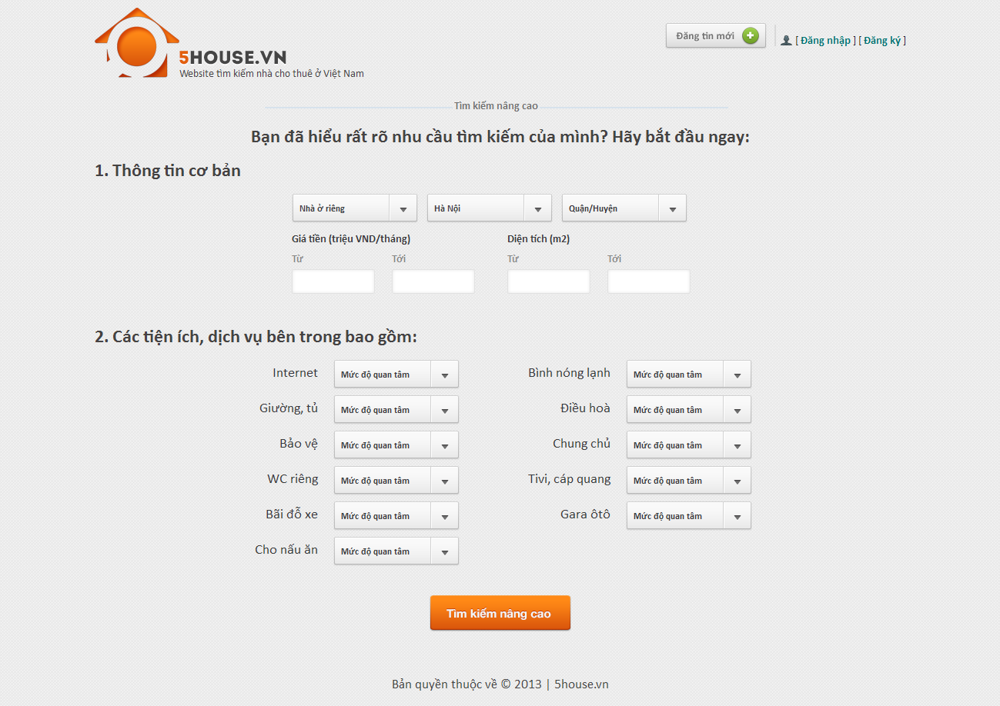 5HOUSE.VN
Website tìm kiếm nhà cho thuê ở Việt Nam
Đăng tin mới
[ Đăng nhập ] [ Đăng ký ]
Tìm kiếm nâng cao
Bạn đã hiểu rất rõ nhu cầu tìm kiếm của mình? Hãy bắt đầu ngay:
1. Thông tin cơ bản
Nhà ở riêng
Hà Nội
Quận/Huyện
Giá tiền (triệu VND/tháng)
Diện tích (m2)
Từ
Tới
Từ
Tới
2. Các tiện ích, dịch vụ bên trong bao gồm:
Internet
Mức độ quan tâm
Bình nóng lạnh
Mức độ quan tâm
Giường, tủ
Mức độ quan tâm
Điều hoà
Mức độ quan tâm
Bảo vệ
Mức độ quan tâm
Chung chủ
Mức độ quan tâm
WC riêng
Mức độ quan tâm
Tivi, cáp quang
Mức độ quan tâm
Bãi đỗ xe
Mức độ quan tâm
Gara ôtô
Mức độ quan tâm
Cho nấu ăn
Mức độ quan tâm
Tìm kiếm nâng cao
Bản quyền thuộc về © 2013 | 5house.vn